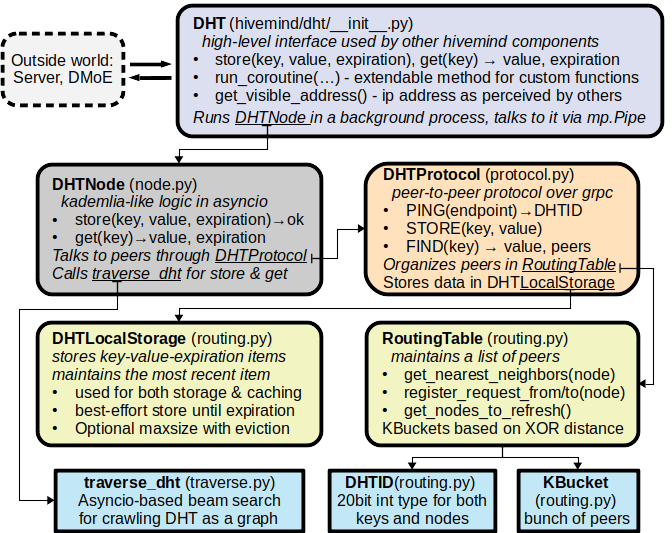 DHT (hivemind/dht/__init__.py)
high-level interface used by other hivemind components
• store(key, value, expiration), get(key) → value, expiration
• run_coroutine(…) - extendable method for custom functions
• get_visible_address() - ip address as perceived by others
Runs DHTNode in a background process, talks to it via mp.Pipe
Outside world:
Server, DMoE
DHTNode (node.py)
kademlia-like logic in asyncio
• store(key, value, expiration)→ok
• get(key)→value, expiration
Talks to peers through DHTProtocol
Calls traverse_dht for store & get
DHTProtocol (protocol.py)
peer-to-peer protocol over grpc
• PING(endpoint)→DHTID
• STORE(key, value)
• FIND(key) → value, peers
Organizes peers in RoutingTable
Stores data in DHTLocalStorage
DHTLocalStorage (routing.py)
stores key-value-expiration items
maintains the most recent item
• used for both storage & caching
• best-effort store until expiration
• Optional maxsize with eviction
RoutingTable (routing.py)
maintains a list of peers
• get_nearest_neighbors(node)
• register_request_from/to(node)
• get_nodes_to_refresh()
KBuckets based on XOR distance
traverse_dht (traverse.py)
Asyncio-based beam search
for crawling DHT as a graph
DHTID(routing.py)
20bit int type for both
keys and nodes
KBucket
(routing.py)
bunch of peers